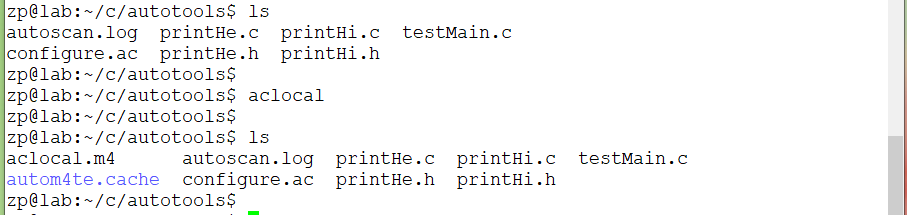 zp@lab:~/c/autotools$ ls
autoscan.log  printHe.c  printHi.c  testMain.c
configure.ac  printHe.h  printHi.h
zp@lab:~/c/autotools$
zp@lab:~/c/autotools$ aclocal
zp@lab:~/c/autotools$
zp@lab:~/c/autotools$ ls
aclocal.m4      autoscan.log  printHe.c  printHi.c  testMain.c
autom4te.cache  configure.ac  printHe.h  printHi.h
zp@lab:~/c/autotools$